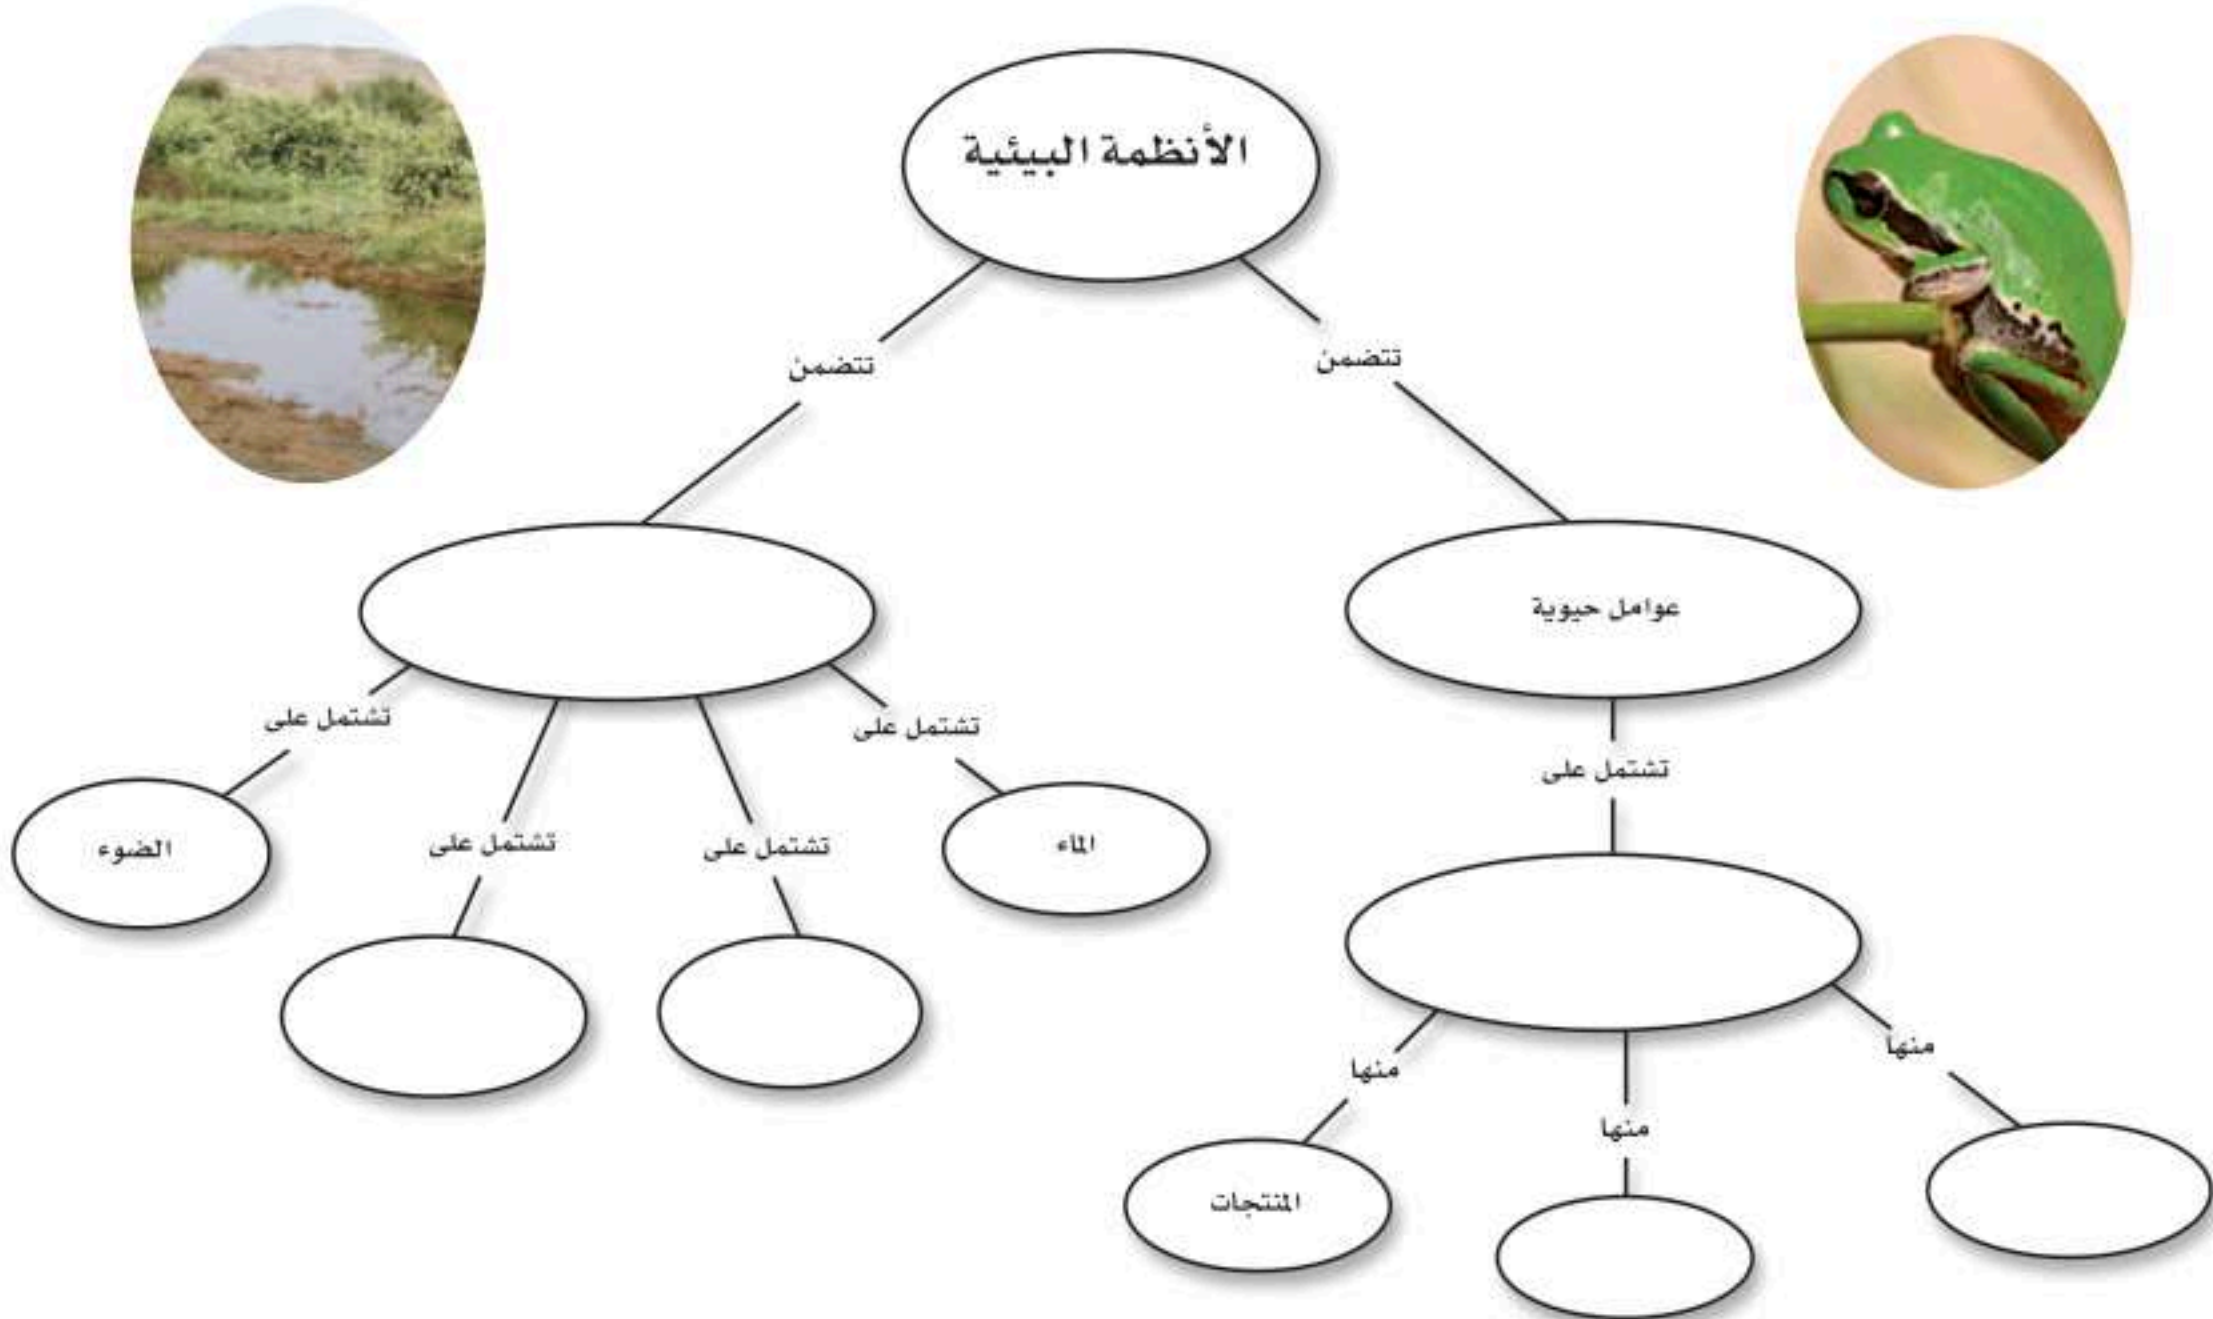 الأنظمة البيئية
تتضمن
تتضمن
عوامل حيوية
تشتمل على
تشتمل على
تشتمل على
تشتمل على
تشتمل على
الماء
الضوء
منها
منها
منها
المنتجات